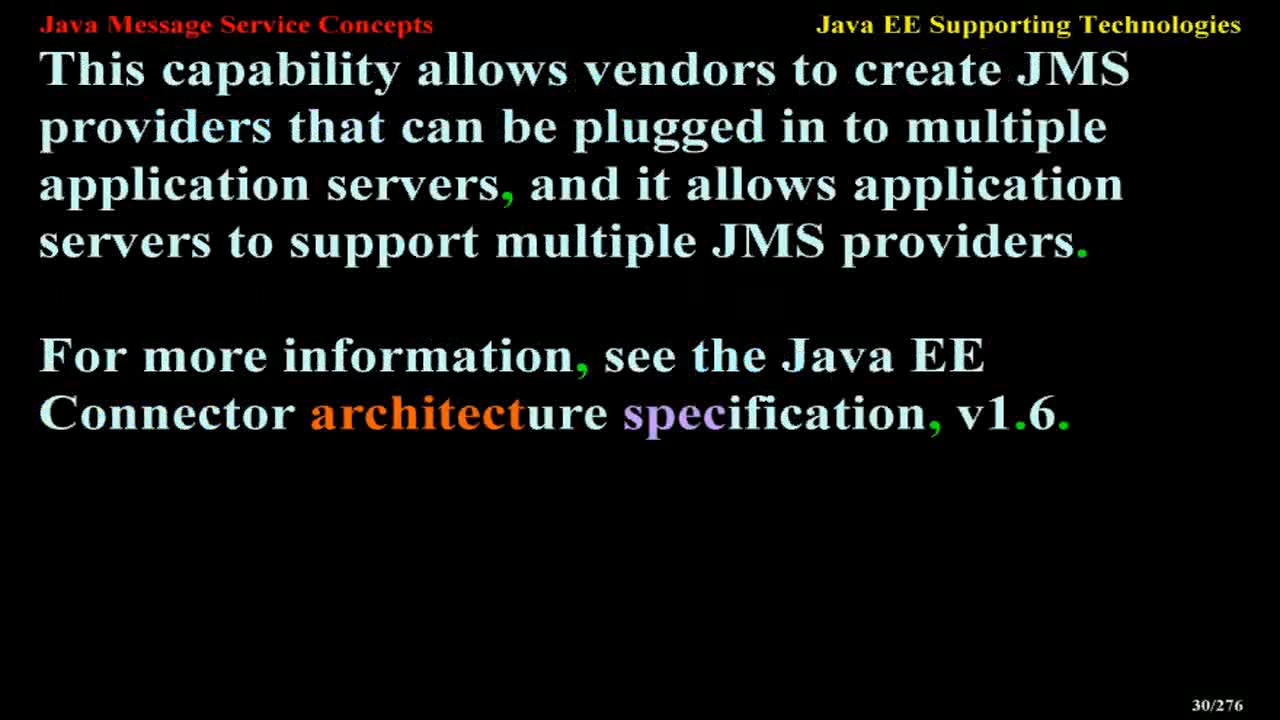 Java Message Service Concepts
Java EE Supporting Technologies
This capability allows vendors to create JMS
providers that can be plugged in to multiple
application servers, and it allows application
servers to support multiple JMS providers.
For more information, see the Java EE
Connector architecture specification, v1.6.
30/276